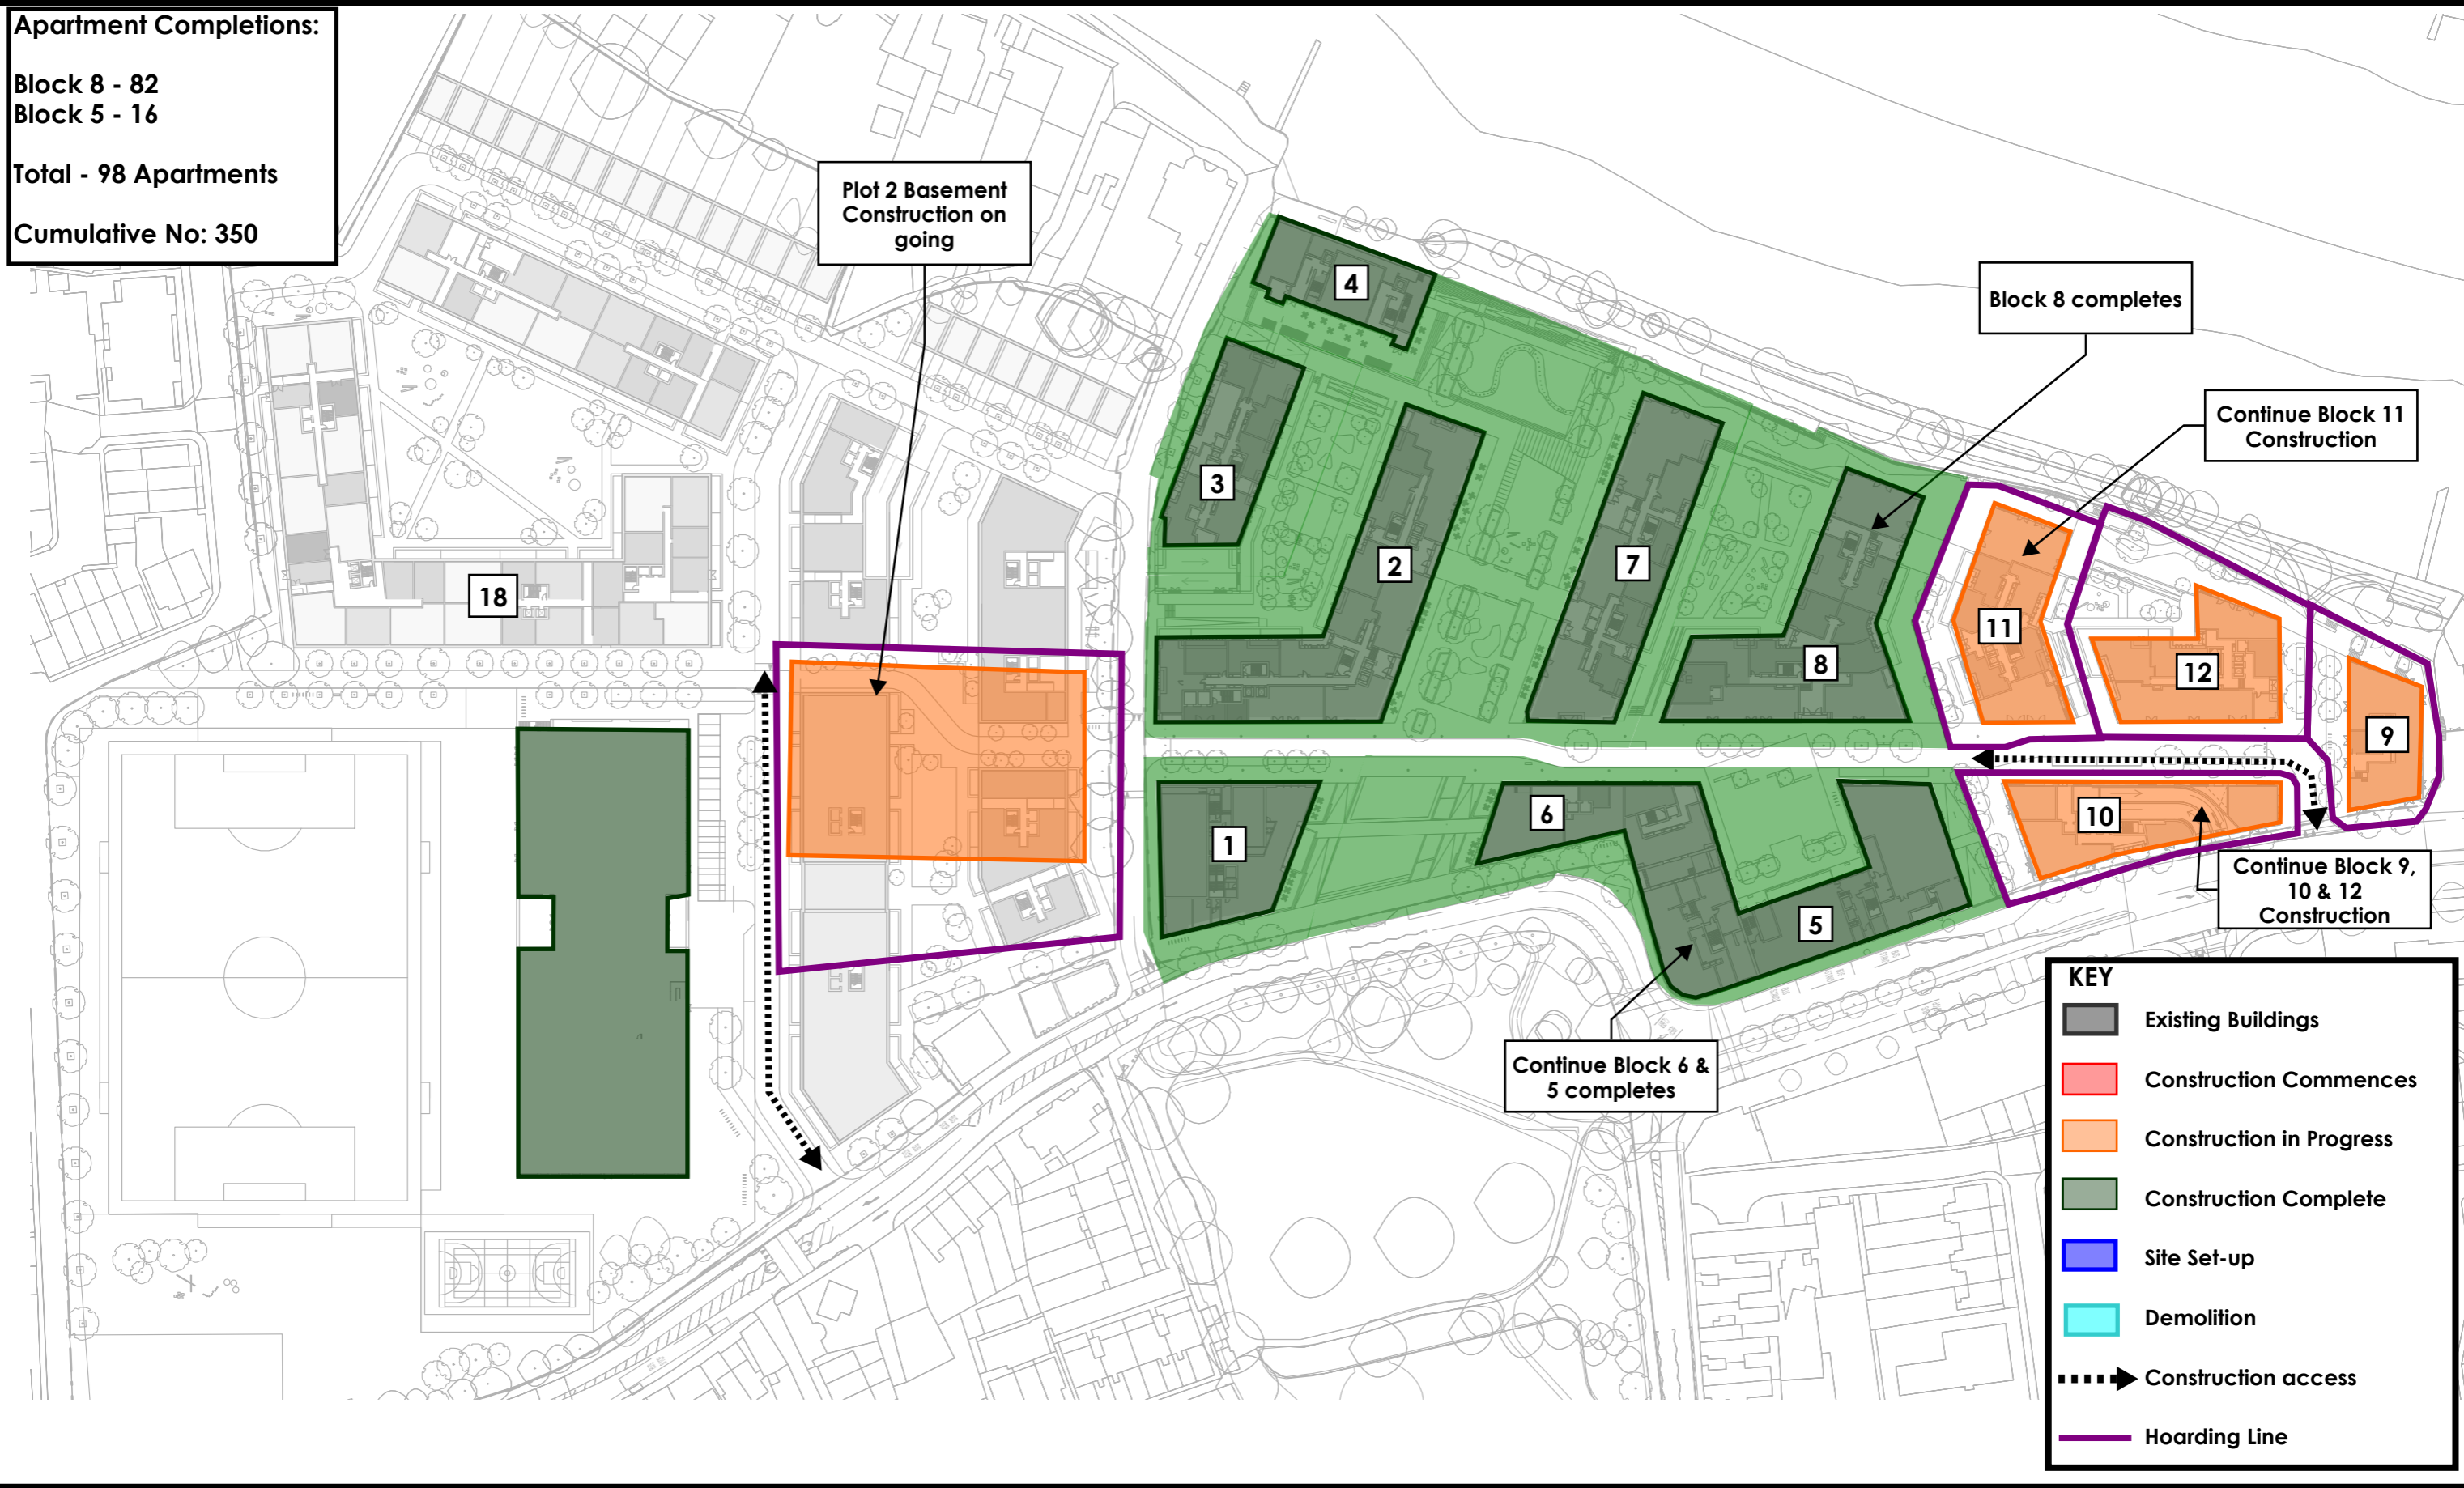 Apartment Completions:
Block 8 - 82
Block 5 - 16
Total - 98 Apartments
Cumulative No: 350
Plot 2 Basement
Construction on
going
Block 8 completes
Continue Block 11
Construction
4
3
2
7
8
11
12
9
18
1
6
5
10
Continue Block 9,
10 & 12
Construction
Continue Block 6 &
5 completes
KEY
Existing Buildings
Construction Commences
Construction in Progress
Construction Complete
Site Set-up
Demolition
Construction access
Hoarding Line